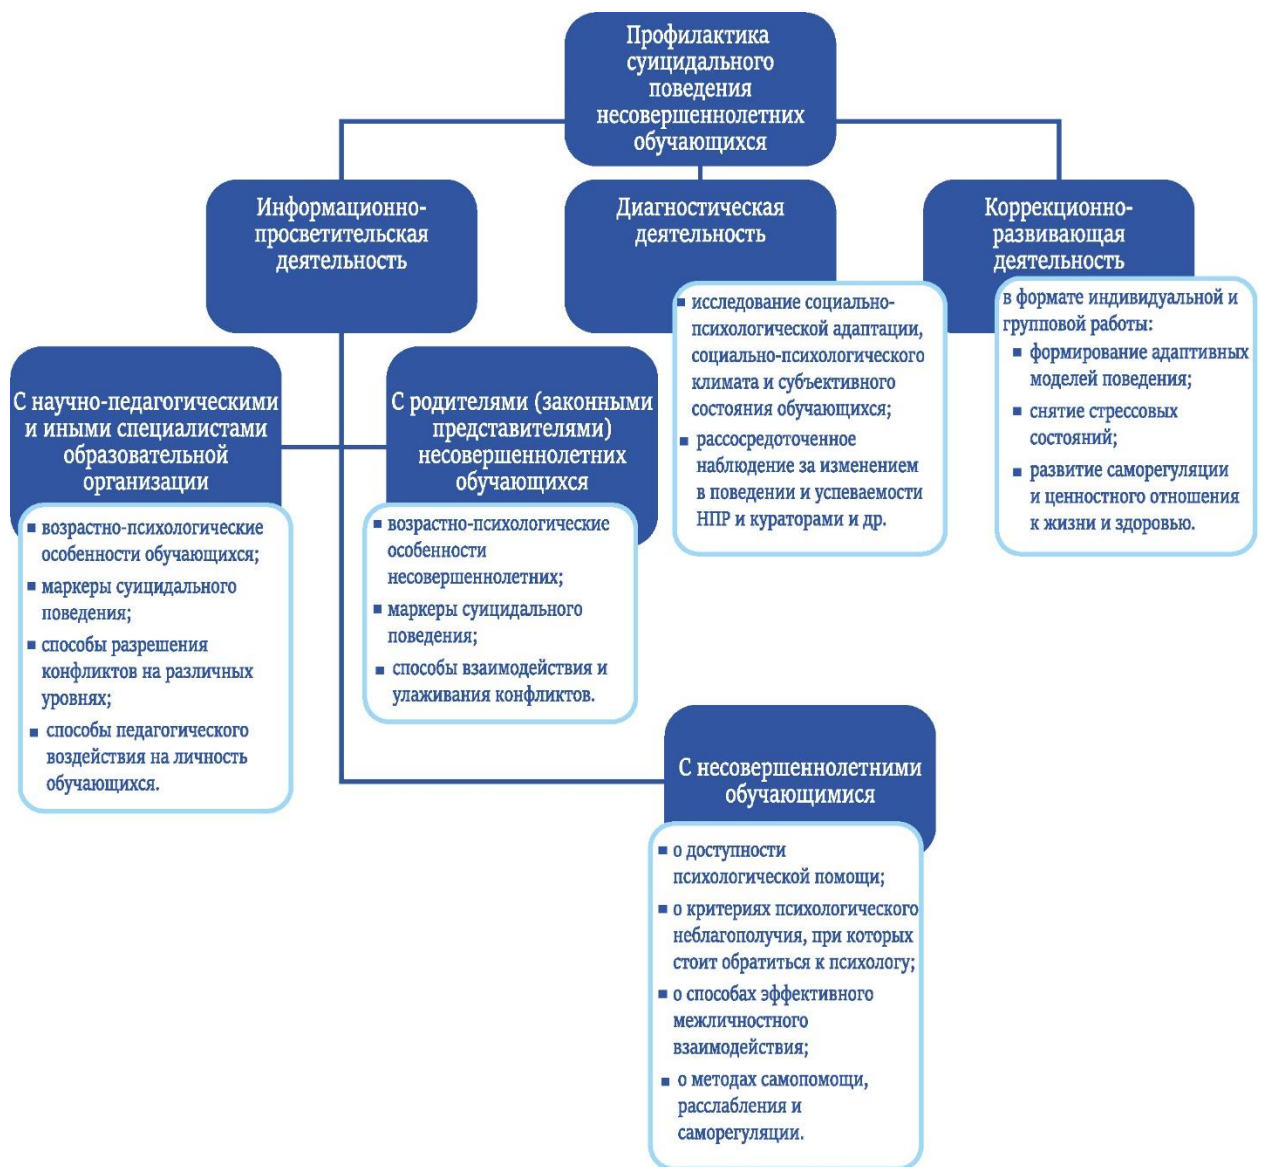 Профилактика
суицидального
поведения
несовершеннолетних
обучающихся
Информационно-
просветительская
деятельность
Диагностическая
деятельность
▪ исследование социально-
психологической адаптации,
социально-психологического
климата и субъективного
состояния обучающихся;
▪ рассосредоточенное
наблюдение за изменением
в поведении и успеваемости
НПР и кураторами и др.
Коррекционно-
развивающая
деятельность
в формате индивидуальной и
групповой работы:
▪ формирование адаптивных
моделей поведения;
▪ снятие стрессовых
состояний;
▪ развитие саморегуляции
и ценностного отношения
к жизни и здоровью.
С научно-педагогическими
и иными специалистами
образовательной
организации
▪ возрастно-психологические
особенности обучающихся;
▪ маркеры суицидального
поведения;
▪ способы разрешения
конфликтов на различных
уровнях;
▪ способы педагогического
воздействия на личность
обучающихся.
С родителями (законными
представителями)
несовершеннолетних
обучающихся
▪ возрастно-психологические
особенности
несовершеннолетних;
▪ маркеры суицидального
поведения;
▪ способы взаимодействия и
улаживания конфликтов.
С несовершеннолетними
обучающимися
▪ о доступности
психологической помощи;
▪ о критериях психологического
неблагополучия, при которых
стоит обратиться к психологу;
▪ о способах эффективного
межличностного
взаимодействия;
▪ о методах самопомощи,
расслабления и
саморегуляции.